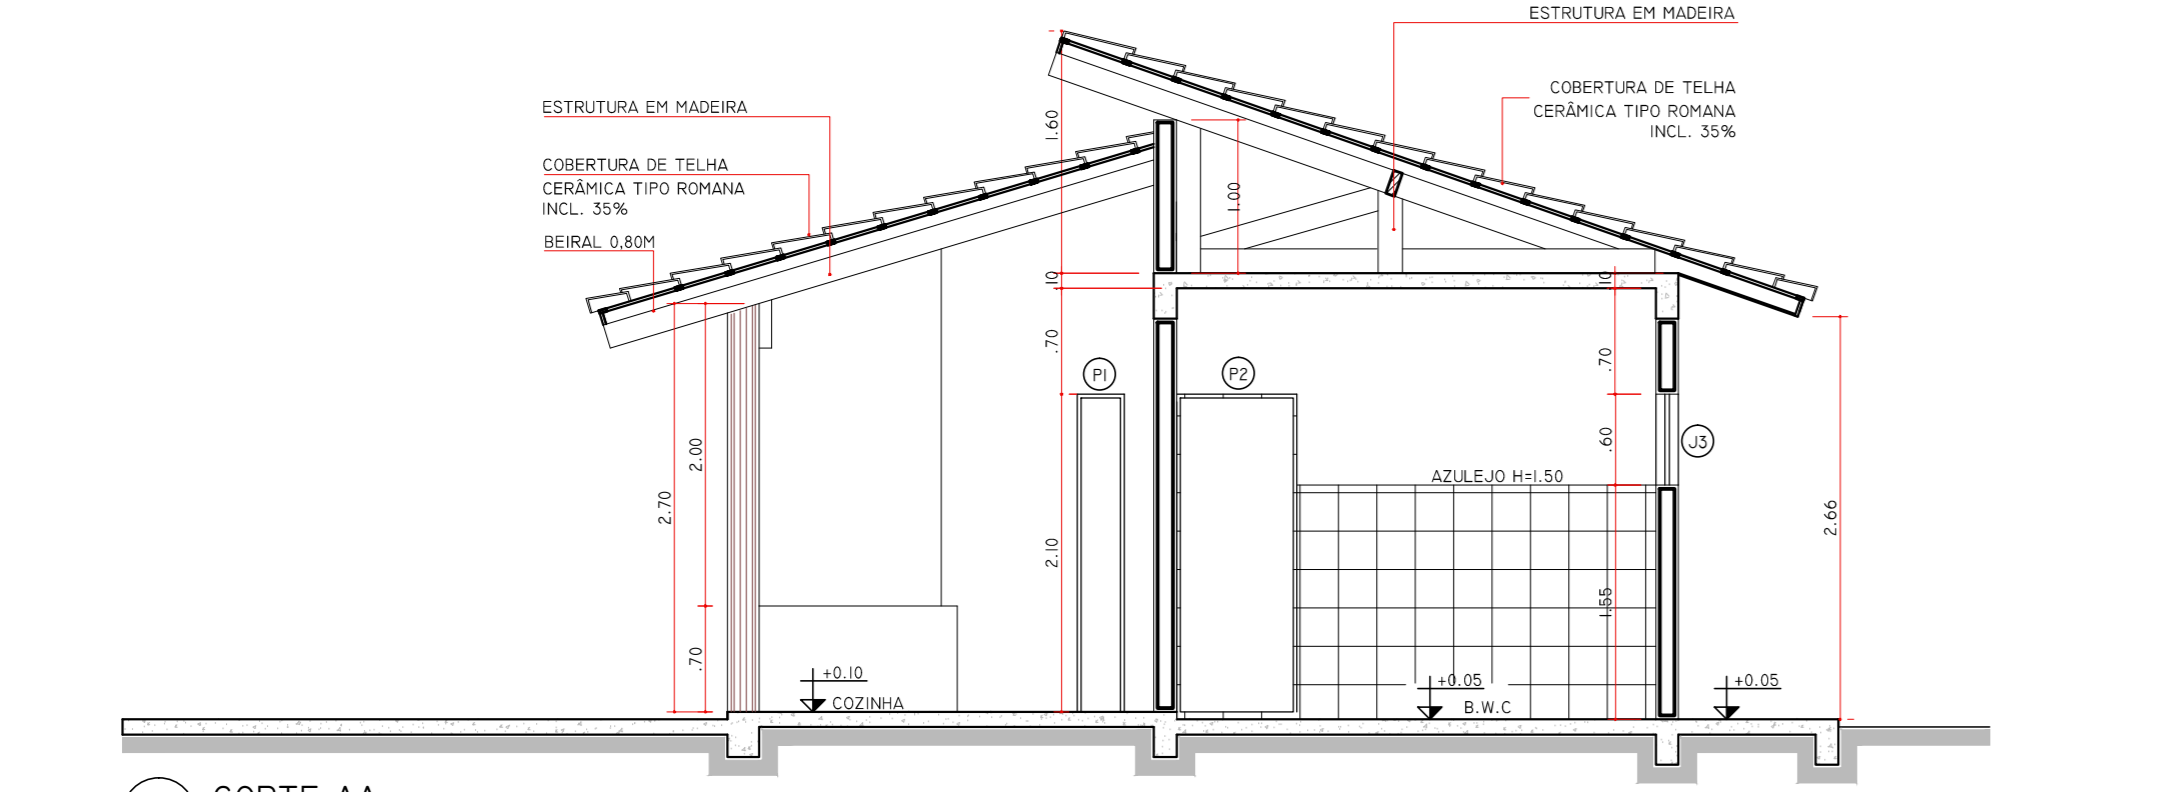 ESTRUTURA EM MADEIRA
COBERTURA DE TELHA
CERÂMICA TIPO ROMANA
INCL. 35%
ESTRUTURA EM MADEIRA
COBERTURA DE TELHA
CERÂMICA TIPO ROMANA
INCL. 35%
BEIRAL 0,80M
1.60
1.00
10
10
.70
.70
P1
P2
J3
2.00
.60
AZULEJO H=1.50
2.70
2.66
2.10
1.55
.70
+0.10
COZINHA
+0.05
B.W.C
+0.05
CORTE AA